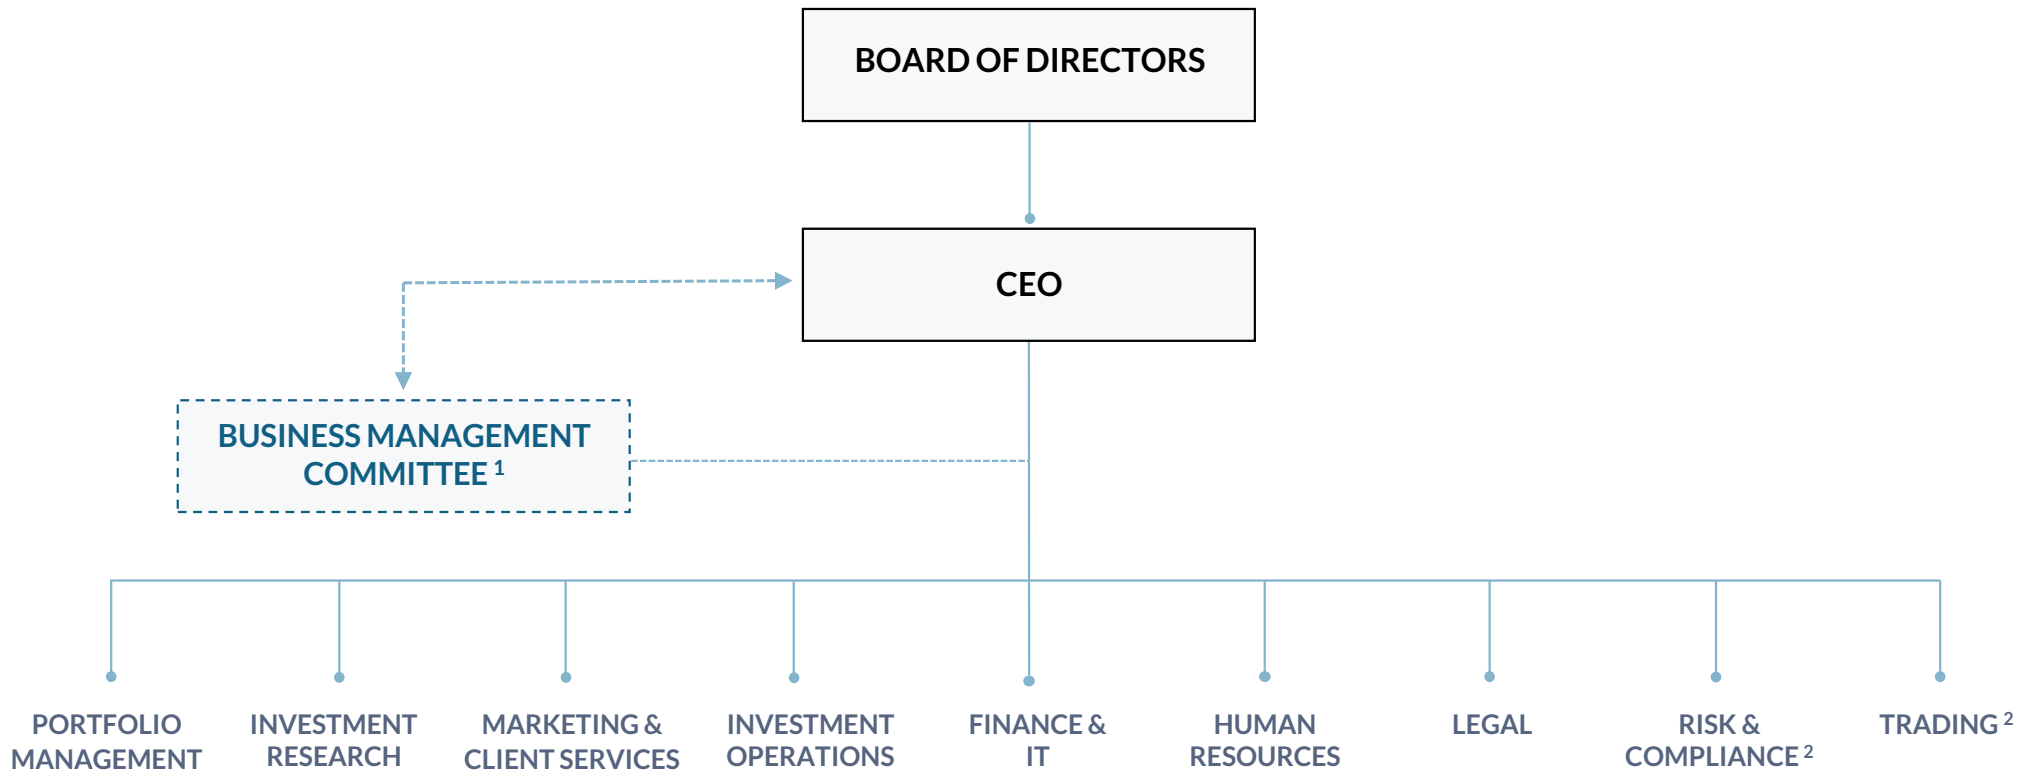 BOARD OF DIRECTORS
CEO
BUSINESS MANAGEMENT
COMMITTEE 1
PORTFOLIO
MANAGEMENT
INVESTMENT
RESEARCH
MARKETING &
CLIENT SERVICES
INVESTMENT
OPERATIONS
FINANCE &
IT
HUMAN
RESOURCES
LEGAL
RISK &
COMPLIANCE 2
TRADING 2